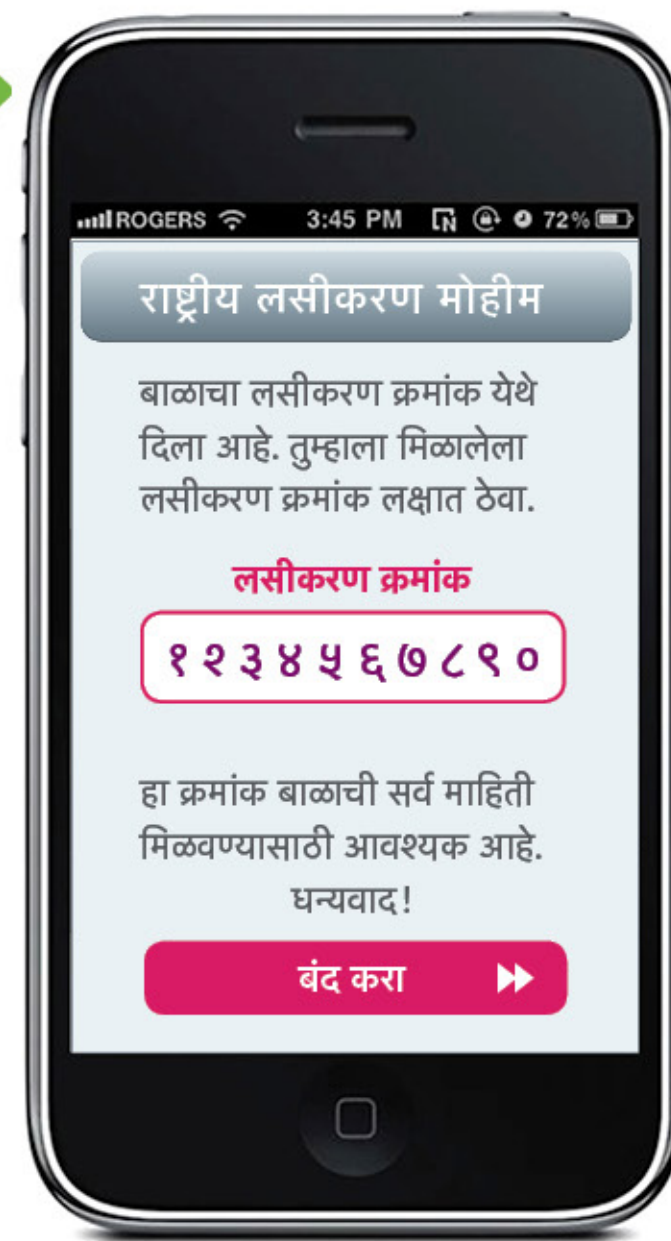 ROGERS 3:45 PM 72%
राष्ट्रीय लसीकरण मोहीम
बाळाचा लसीकरण क्रमांक येथे
दिला आहे. तुम्हाला मिळालेला
लसीकरण क्रमांक लक्षात ठेवा.
लसीकरण क्रमांक
१२३४५६७८९०
हा क्रमांक बाळाची सर्व माहिती
मिळवण्यासाठी आवश्यक आहे.
धन्यवाद!
बंद करा